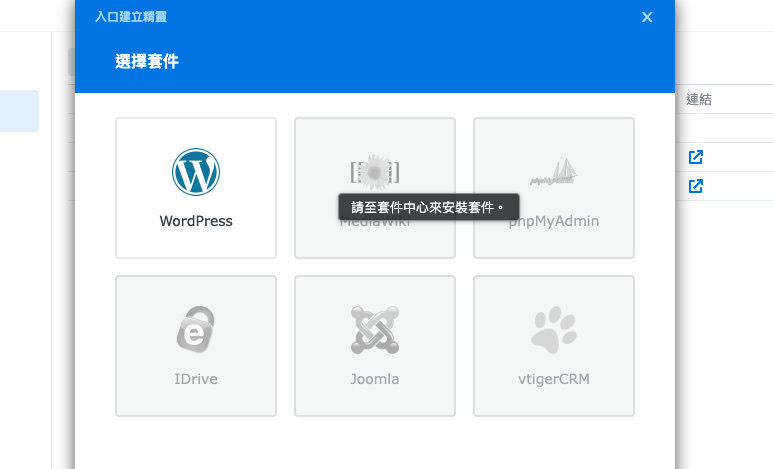 入口建立精靈
選擇套件
連結
WordPress
MediaWiki
phpMyAdmin
請至套件中心來安裝套件。
IDrive
Joomla
vtigerCRM